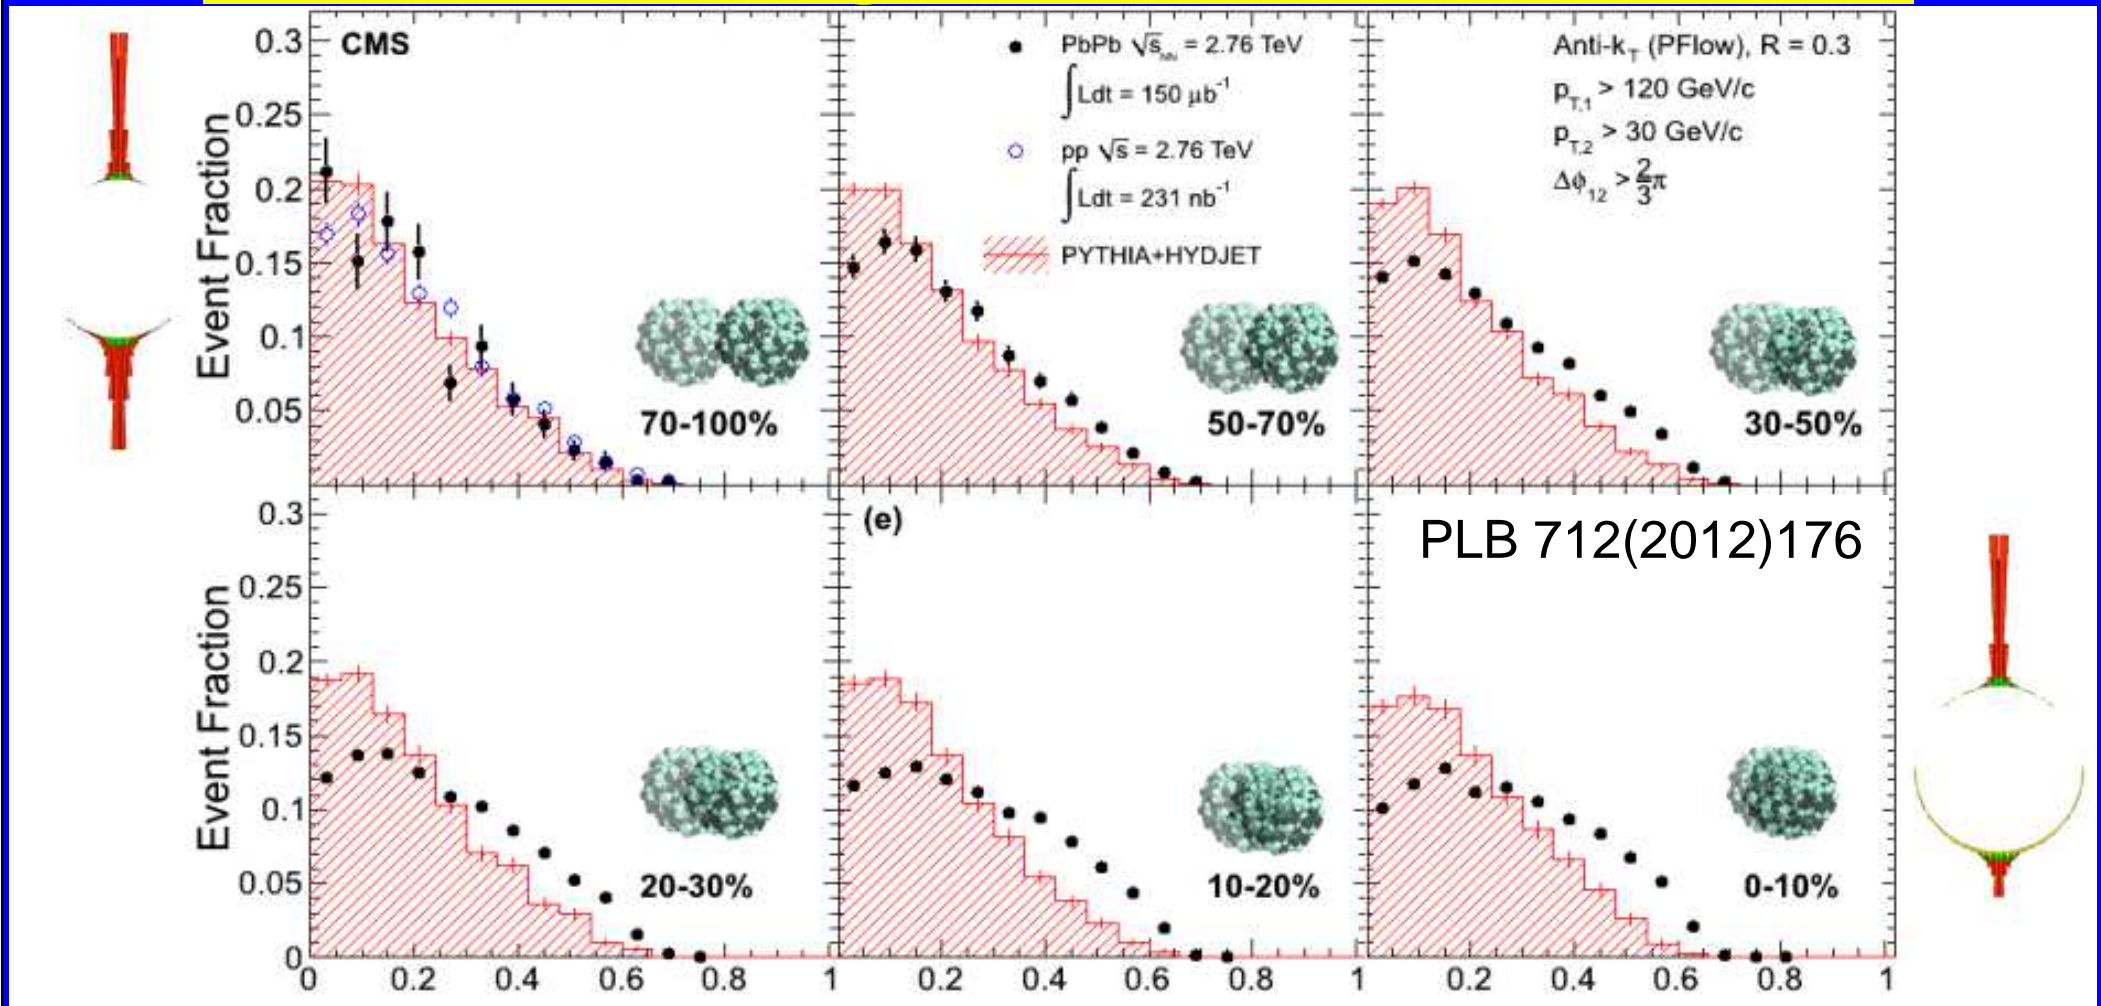 CMS
PbPb √s_NN = 2.76 TeV
∫Ldt = 150 μb⁻¹
pp √s = 2.76 TeV
∫Ldt = 231 nb⁻¹
PYTHIA+HYDJET
Anti-k_T (PFlow), R = 0.3
p_T,1 > 120 GeV/c
p_T,2 > 30 GeV/c
Δϕ_12 > 2/3π
Event Fraction
0.3
0.25
0.2
0.15
0.1
0.05
70-100%
50-70%
30-50%
(e)
PLB 712(2012)176
Event Fraction
0.3
0.25
0.2
0.15
0.1
0.05
0
20-30%
10-20%
0-10%
0 0.2 0.4 0.6 0.8 1 0.2 0.4 0.6 0.8 1 0.2 0.4 0.6 0.8 1